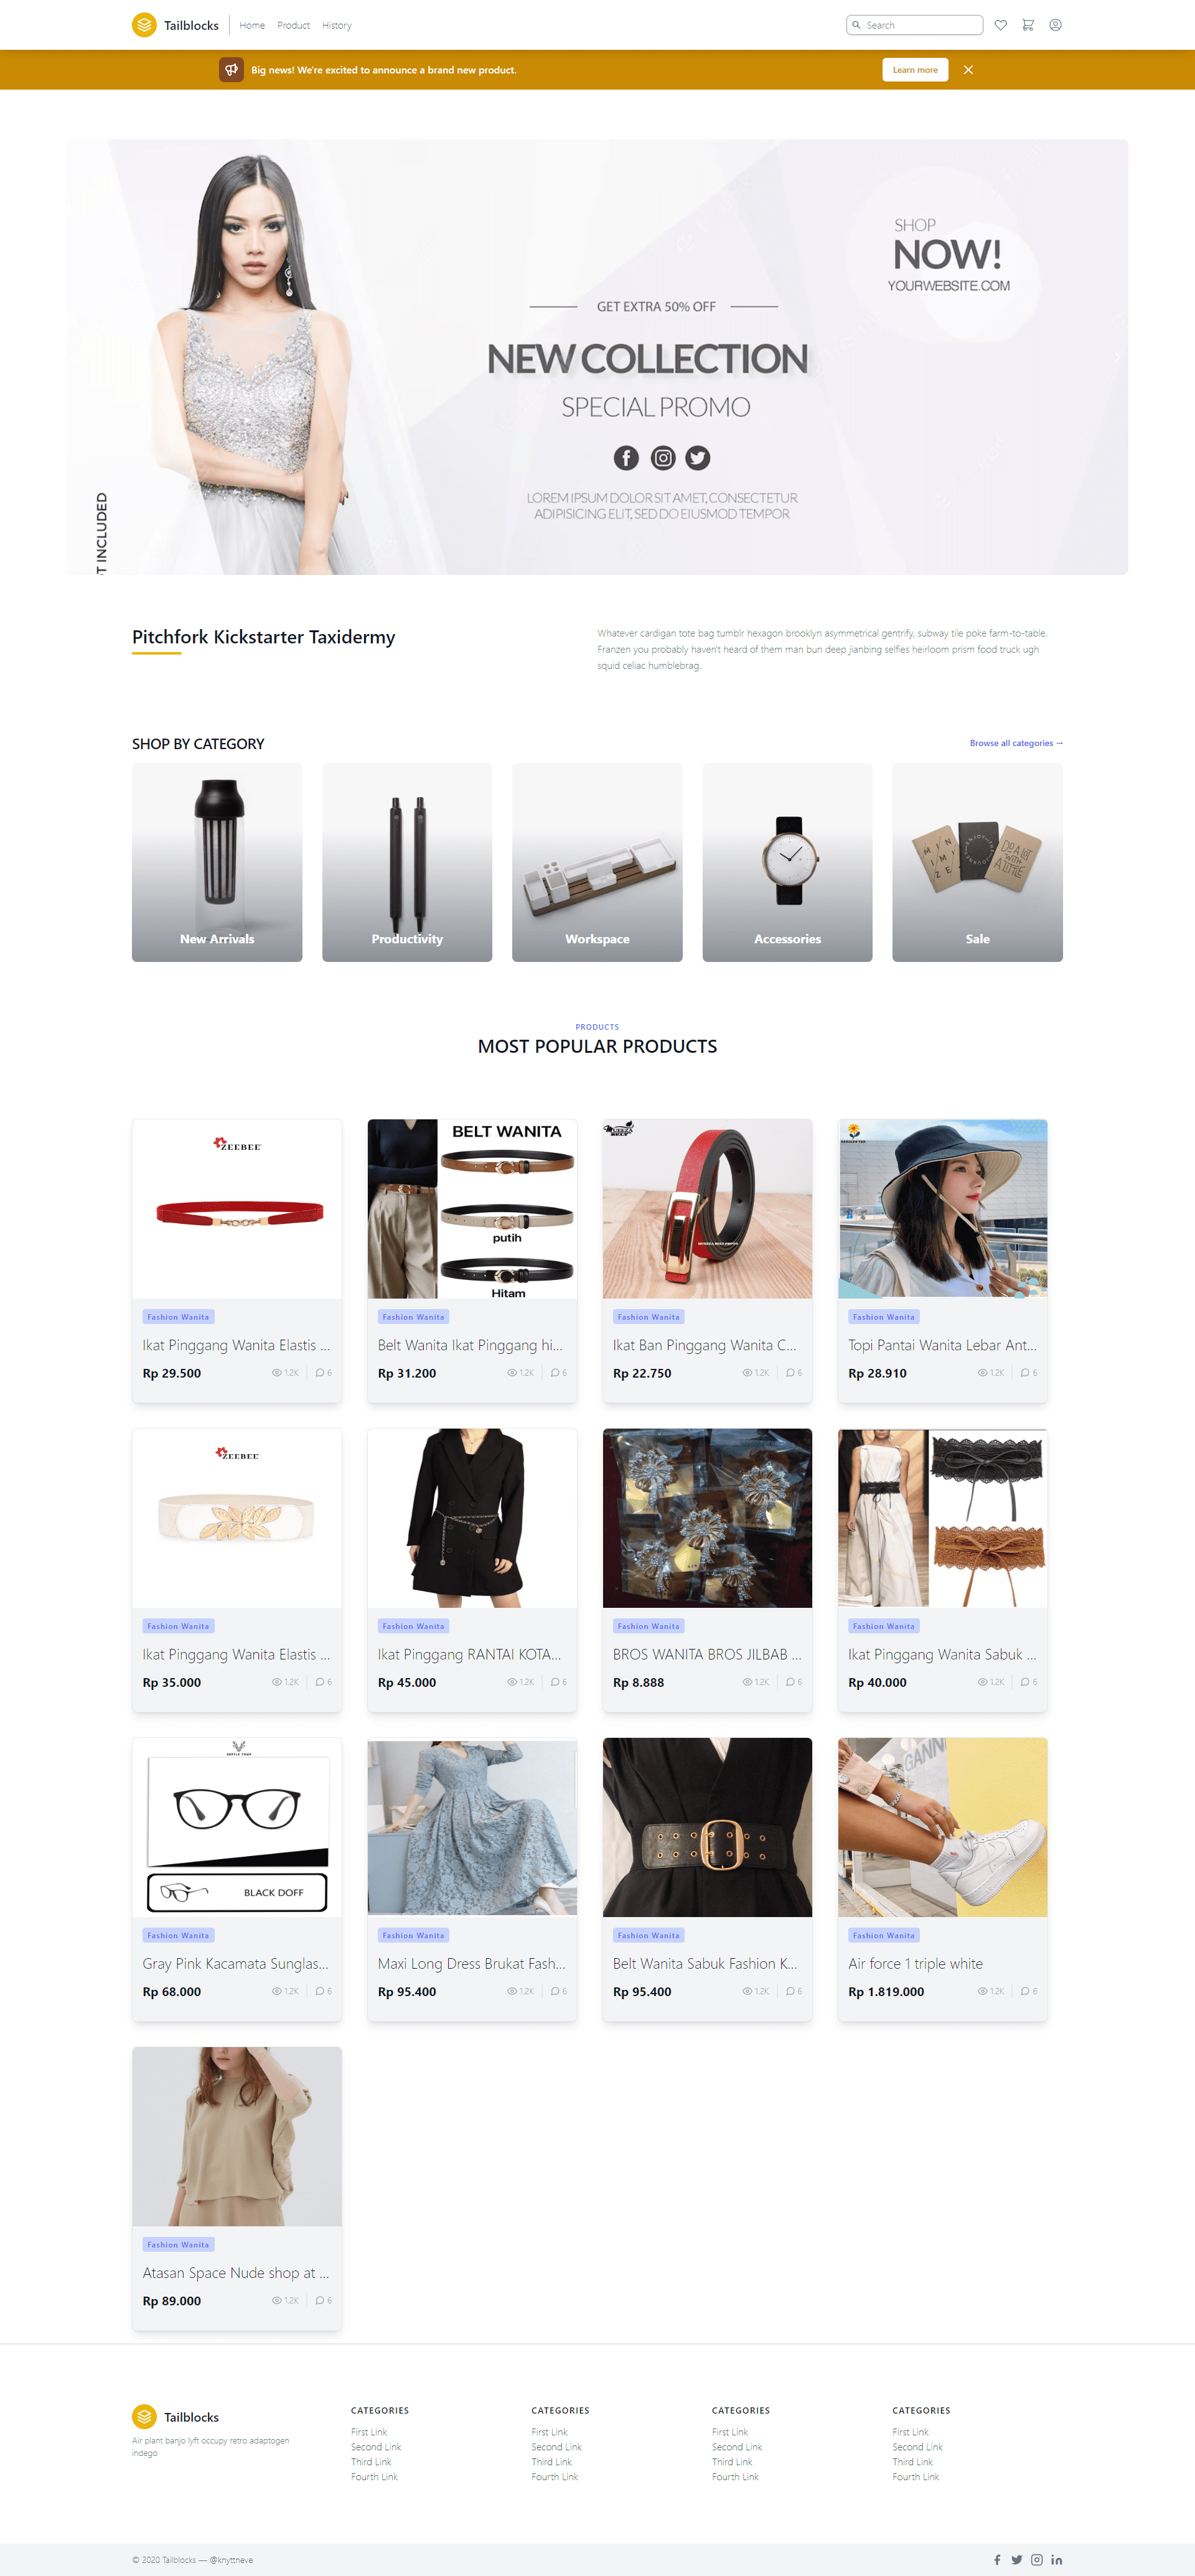 Tailblocks
Home Product History
Search
Big news! We're excited to announce a brand new product.
Learn more
SHOP
NOW!
YOURWEBSITE.COM
GET EXTRA 50% OFF
NEW COLLECTION
SPECIAL PROMO
LOREM IPSUM DOLOR SIT AMET, CONSECTETUR
ADIPISICING ELIT, SED DO EIUSMOD TEMPOR
T INCLUDED
Pitchfork Kickstarter Taxidermy
Whatever cardigan tote bag tumblr hexagon brooklyn asymmetrical gentrify, subway tile poke farm-to-table.
Franzen you probably haven't heard of them man bun deep jianbing selfies heirloom prism food truck ugh
squid celiac humblebrag.
SHOP BY CATEGORY
Browse all categories →
New Arrivals
Productivity
Workspace
Accessories
Sale
PRODUCTS
MOST POPULAR PRODUCTS
ZEEBEE
Fashion Wanita
Ikat Pinggang Wanita Elastis ...
Rp 29.500
1.2K
6
BELT WANITA
putih
Hitam
Fashion Wanita
Belt Wanita Ikat Pinggang hi...
Rp 31.200
1.2K
6
Fashion Wanita
Ikat Ban Pinggang Wanita C...
Rp 22.750
1.2K
6
Fashion Wanita
Topi Pantai Wanita Lebar Ant...
Rp 28.910
1.2K
6
ZEEBEE
Fashion Wanita
Ikat Pinggang Wanita Elastis ...
Rp 35.000
1.2K
6
Fashion Wanita
Ikat Pinggang RANTAI KOTA...
Rp 45.000
1.2K
6
Fashion Wanita
BROS WANITA BROS JILBAB ...
Rp 8.888
1.2K
6
Fashion Wanita
Ikat Pinggang Wanita Sabuk ...
Rp 40.000
1.2K
6
BLACK DOFF
Fashion Wanita
Gray Pink Kacamata Sunglas...
Rp 68.000
1.2K
6
Fashion Wanita
Maxi Long Dress Brukat Fash...
Rp 95.400
1.2K
6
Fashion Wanita
Belt Wanita Sabuk Fashion K...
Rp 95.400
1.2K
6
GANNI
Fashion Wanita
Air force 1 triple white
Rp 1.819.000
1.2K
6
Fashion Wanita
Atasan Space Nude shop at ...
Rp 89.000
1.2K
6
Tailblocks
Air plant banjo lyft occupy retro adaptogen
indego
CATEGORIES
First Link
Second Link
Third Link
Fourth Link
CATEGORIES
First Link
Second Link
Third Link
Fourth Link
CATEGORIES
First Link
Second Link
Third Link
Fourth Link
CATEGORIES
First Link
Second Link
Third Link
Fourth Link
© 2020 Tailblocks — @knyttneve